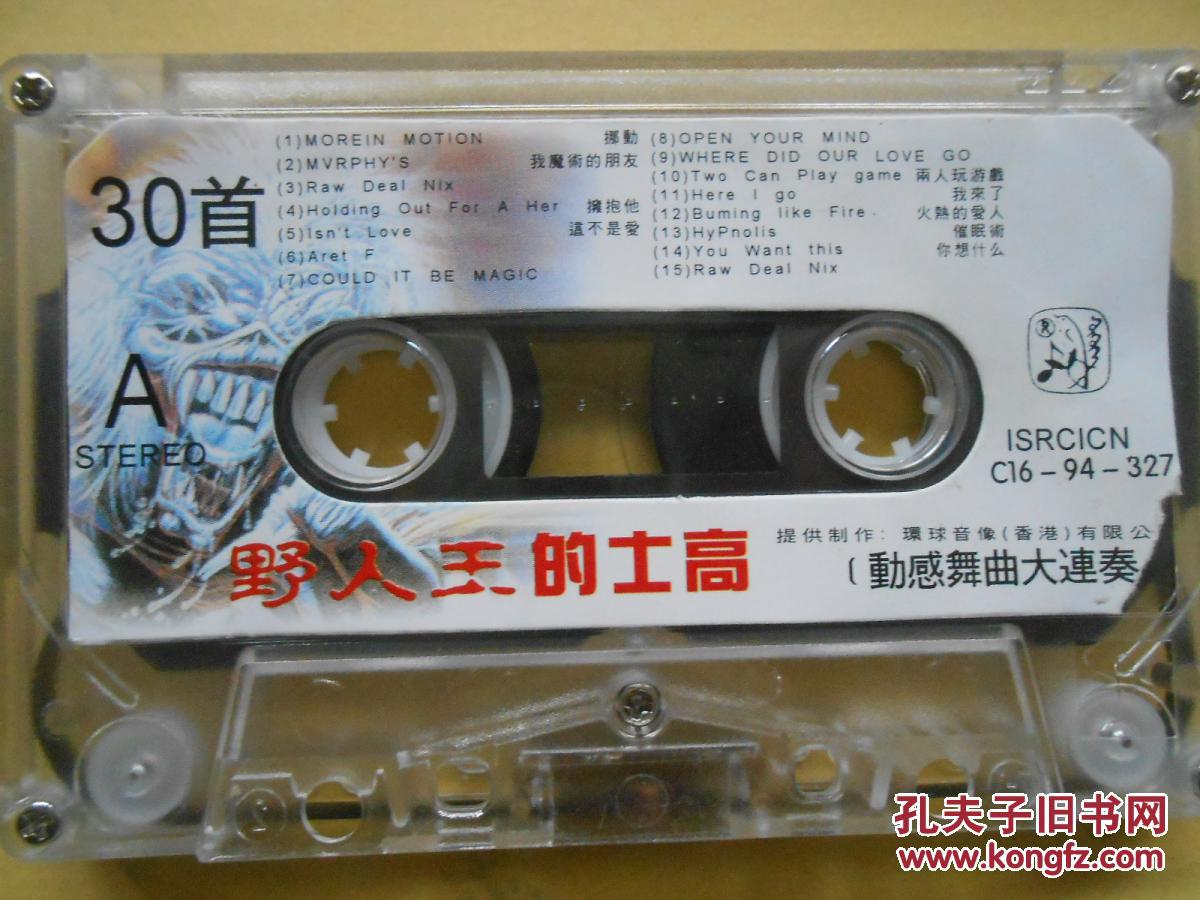 30首
(1)MOREIN MOTION 挪動
(2)MVRPHY'S 我魔術的朋友
(3)Raw Deal Nix
(4)Holding Out For A Her 擁抱他
(5)Isn't Love 這不是愛
(6)Aret F
(7)COULD IT BE MAGIC
(8)OPEN YOUR MIND
(9)WHERE DID OUR LOVE GO
(10)Two Can Play game 兩人玩游戲
(11)Here I go 我來了
(12)Buming like Fire. 火熱的愛人
(13)HyPnolis 催眠術
(14)You Want this 你想什么
(15)Raw Deal Nix
A
STEREO
R
ISRCICN
C16-94-327
提供制作: 環球音像(香港)有限公
野人王的士高
(動感舞曲大連奏
孔夫子旧书网
www.kongfz.com